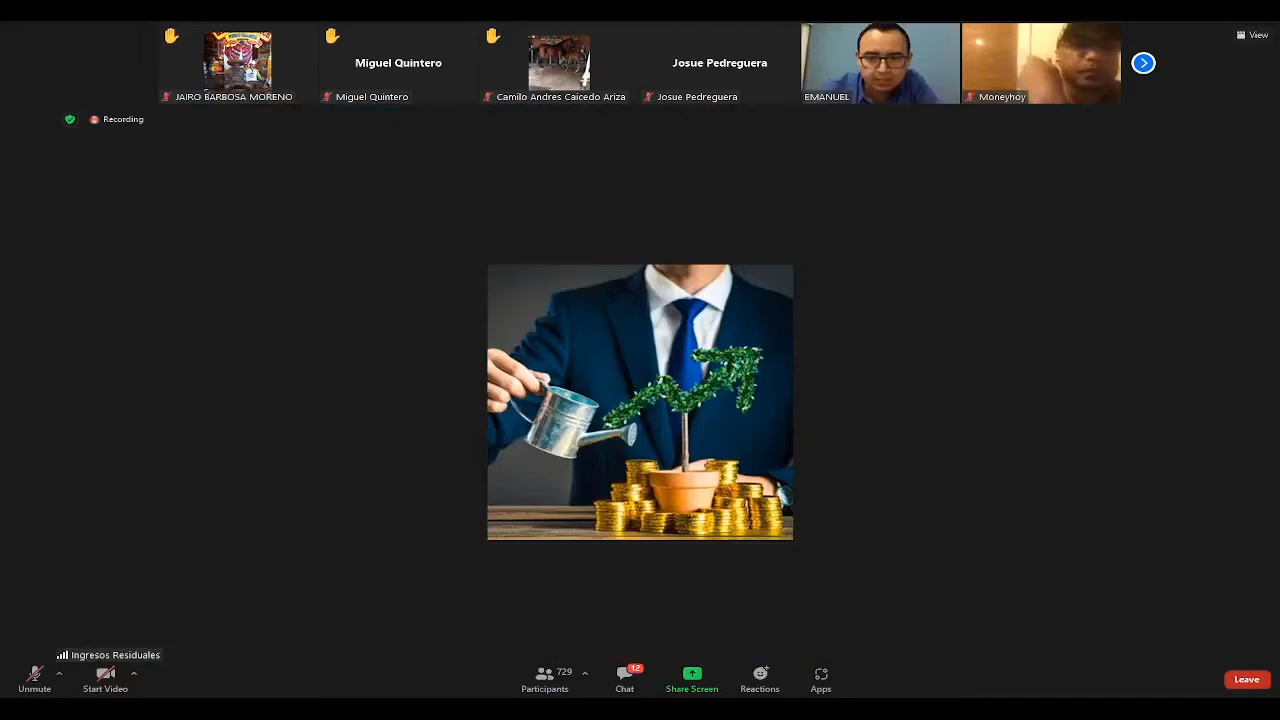 View
Miguel Quintero
Josue Pedreguera
JAIRO BARBOSA MORENO
Miguel Quintero
Camilo Andres Caicedo Ariza
Josue Pedreguera
EMANUEL
Moneyhoy
Recording
Ingresos Residuales
729
12
Unmute
Start Video
Participants
Chat
Share Screen
Reactions
Apps
Leave